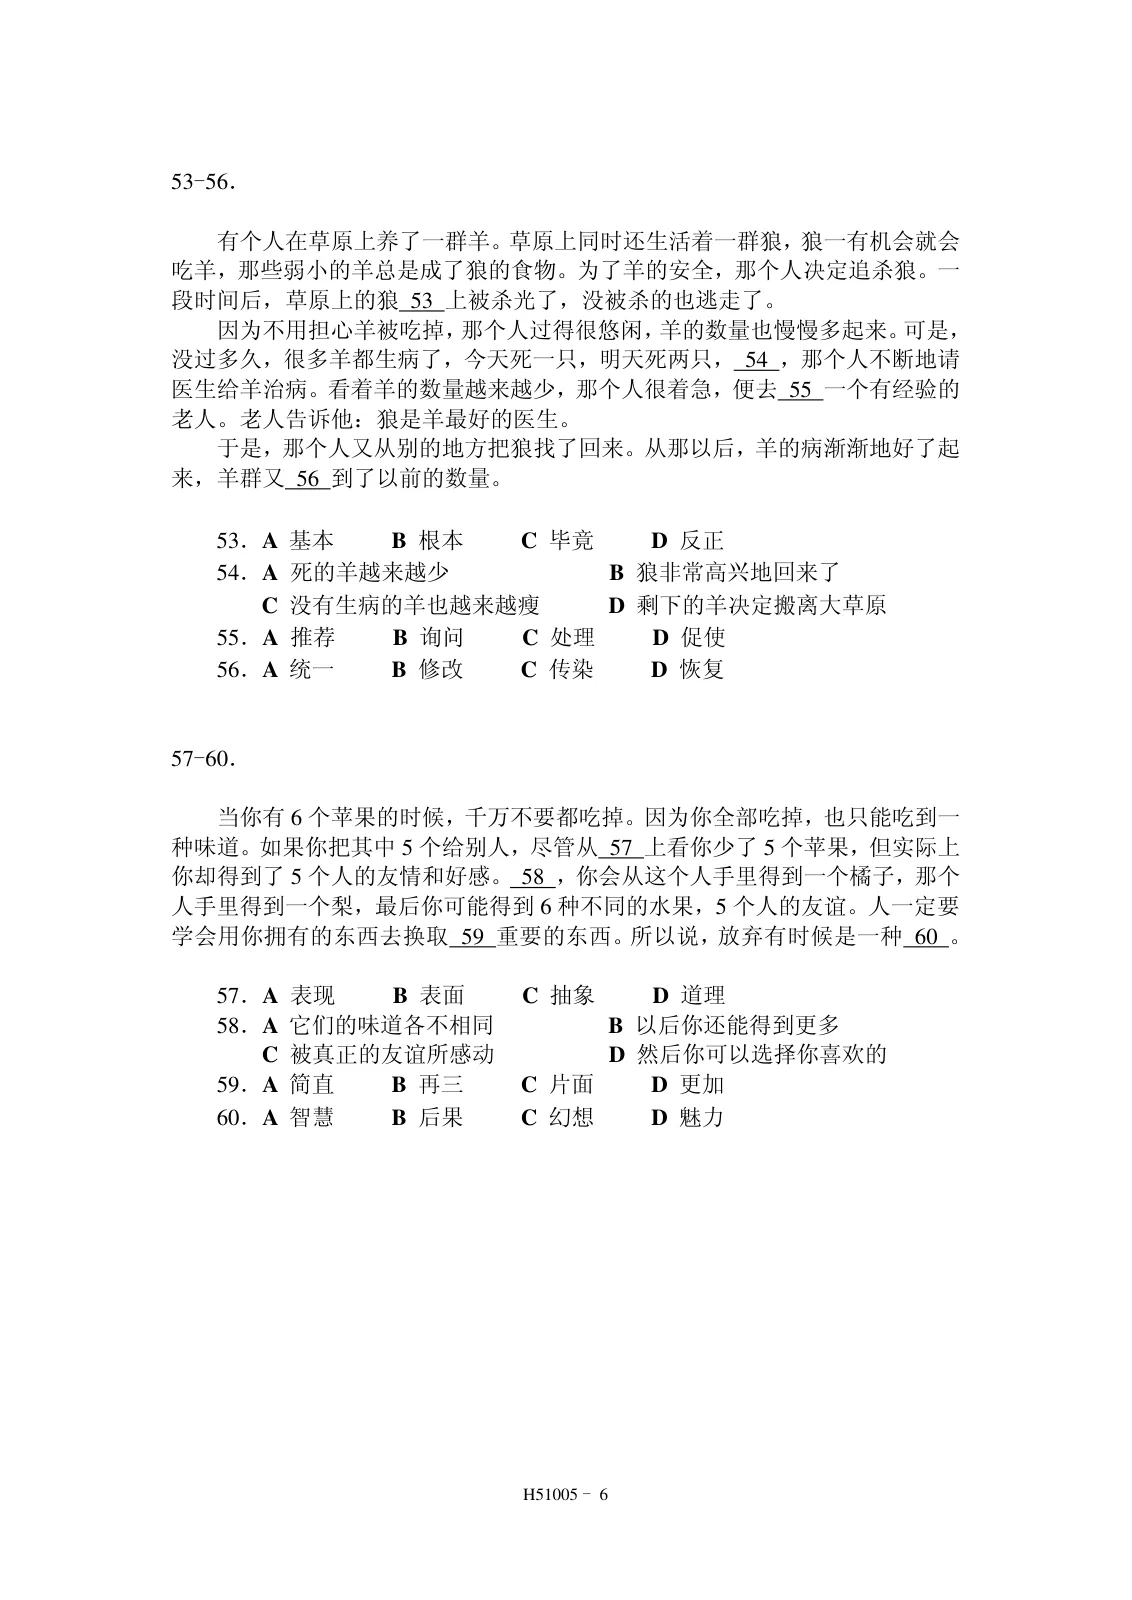 53-56．
有个人在草原上养了一群羊。草原上同时还生活着一群狼，狼一有机会就会
吃羊，那些弱小的羊总是成了狼的食物。为了羊的安全，那个人决定追杀狼。一
段时间后，草原上的狼 53 上被杀光了，没被杀的也逃走了。
因为不用担心羊被吃掉，那个人过得很悠闲，羊的数量也慢慢多起来。可是，
没过多久，很多羊都生病了，今天死一只，明天死两只， 54 ，那个人不断地请
医生给羊治病。看着羊的数量越来越少，那个人很着急，便去 55 一个有经验的
老人。老人告诉他：狼是羊最好的医生。
于是，那个人又从别的地方把狼找了回来。从那以后，羊的病渐渐地好了起
来，羊群又 56 到了以前的数量。
53．A 基本 B 根本 C 毕竟 D 反正
54．A 死的羊越来越少 B 狼非常高兴地回来了
C 没有生病的羊也越来越瘦 D 剩下的羊决定搬离大草原
55．A 推荐 B 询问 C 处理 D 促使
56．A 统一 B 修改 C 传染 D 恢复
57-60．
当你有 6 个苹果的时候，千万不要都吃掉。因为你全部吃掉，也只能吃到一
种味道。如果你把其中 5 个给别人，尽管从 57 上看你少了 5 个苹果，但实际上
你却得到了 5 个人的友情和好感。 58 ，你会从这个人手里得到一个橘子，那个
人手里得到一个梨，最后你可能得到 6 种不同的水果，5 个人的友谊。人一定要
学会用你拥有的东西去换取 59 重要的东西。所以说，放弃有时候是一种 60 。
57．A 表现 B 表面 C 抽象 D 道理
58．A 它们的味道各不相同 B 以后你还能得到更多
C 被真正的友谊所感动 D 然后你可以选择你喜欢的
59．A 简直 B 再三 C 片面 D 更加
60．A 智慧 B 后果 C 幻想 D 魅力
H51005－ 6